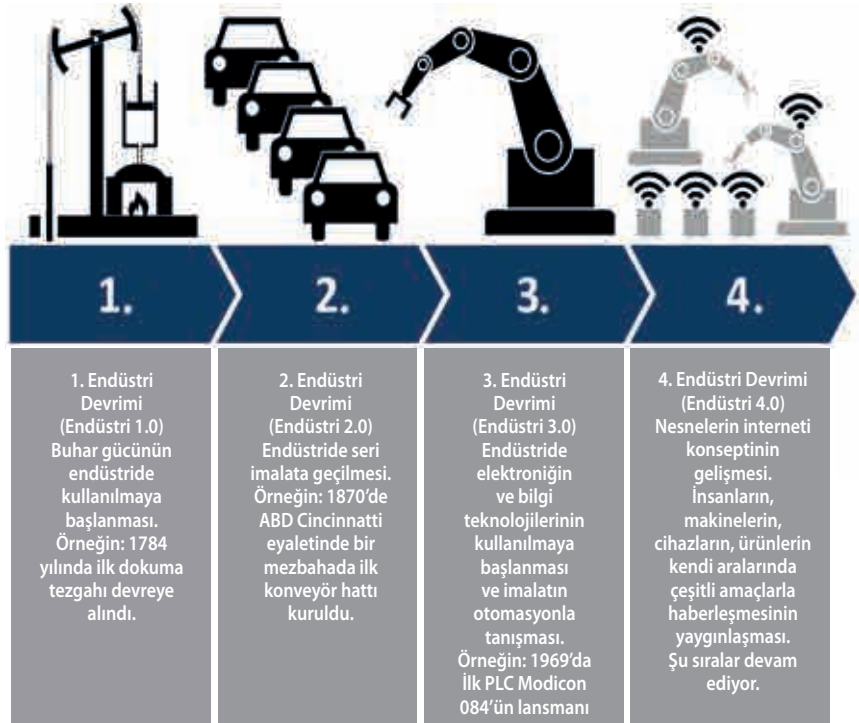 1.
2.
3.
4.
1. Endüstri
Devrimi
(Endüstri 1.0)
Buhar gücünün
endüstride
kullanılmaya
başlanması.
Örneğin: 1784
yılında ilk dokuma
tezgahı devreye
alındı.
2. Endüstri
Devrimi
(Endüstri 2.0)
Endüstride seri
imalata geçilmesi.
Örneğin: 1870’de
ABD Cincinnatti
eyaletinde bir
mezbahada ilk
konveyör hattı
kuruldu.
3. Endüstri
Devrimi
(Endüstri 3.0)
Endüstride
elektroniğin
ve bilgi
teknolojilerinin
kullanılmaya
başlanması
ve imalatın
otomasyonla
tanışması.
Örneğin: 1969’da
İlk PLC Modicon
084’ün lansmanı
4. Endüstri Devrimi
(Endüstri 4.0)
Nesnelerin interneti
konseptinin
gelişmesi.
İnsanların,
makinelerin,
cihazların, ürünlerin
kendi aralarında
çeşitli amaçlarla
haberleşmesinin
yaygınlaşması.
Şu sıralar devam
ediyor.